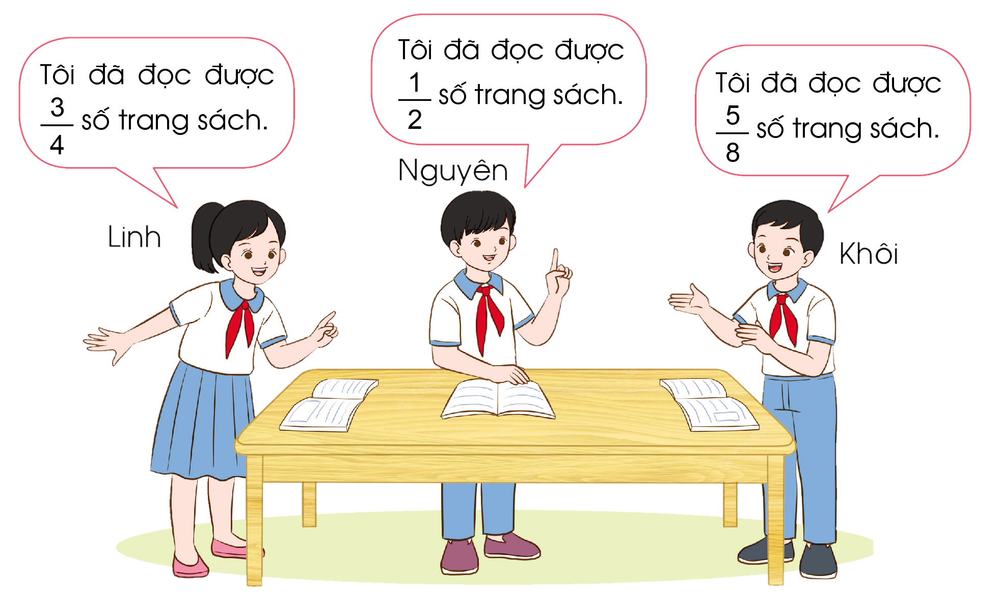 Tôi đã đọc được
3/4 số trang sách.
Linh
Tôi đã đọc được
1/2 số trang sách.
Nguyên
Tôi đã đọc được
5/8 số trang sách.
Khôi